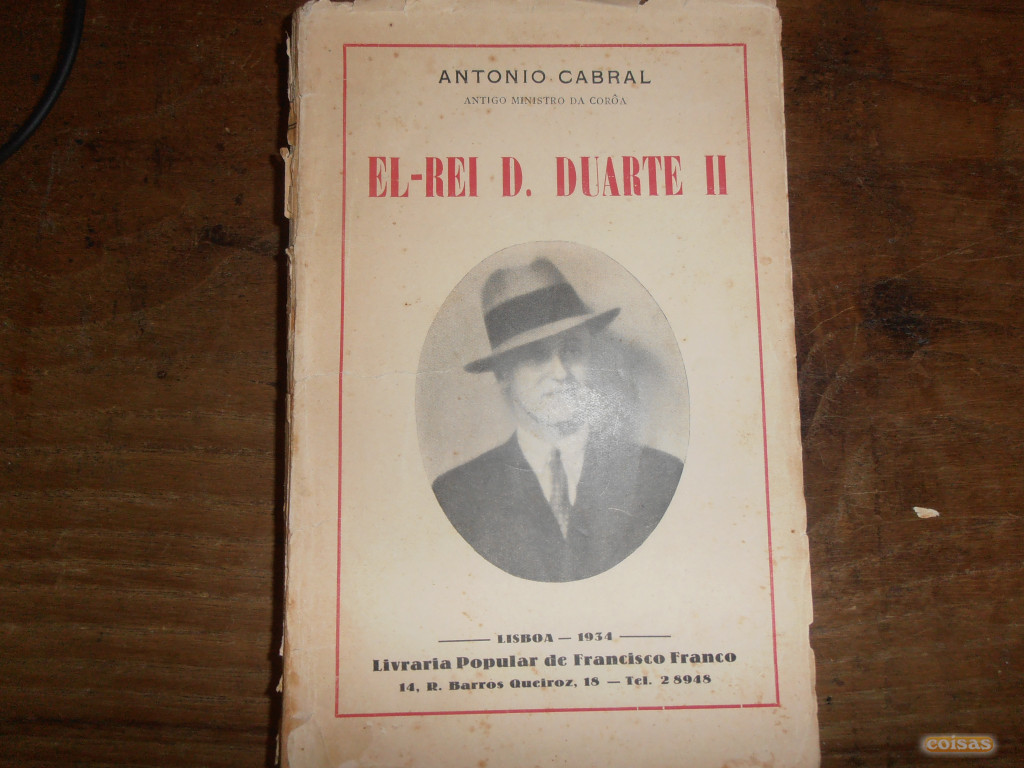 ANTONIO CABRAL
ANTIGO MINISTRO DA CORÔA
EL-REI D. DUARTE II
LISBOA — 1934
Livraria Popular de Francisco Franco
14, R. Barros Queiroz, 18 — Tel. 2 8948
coisas